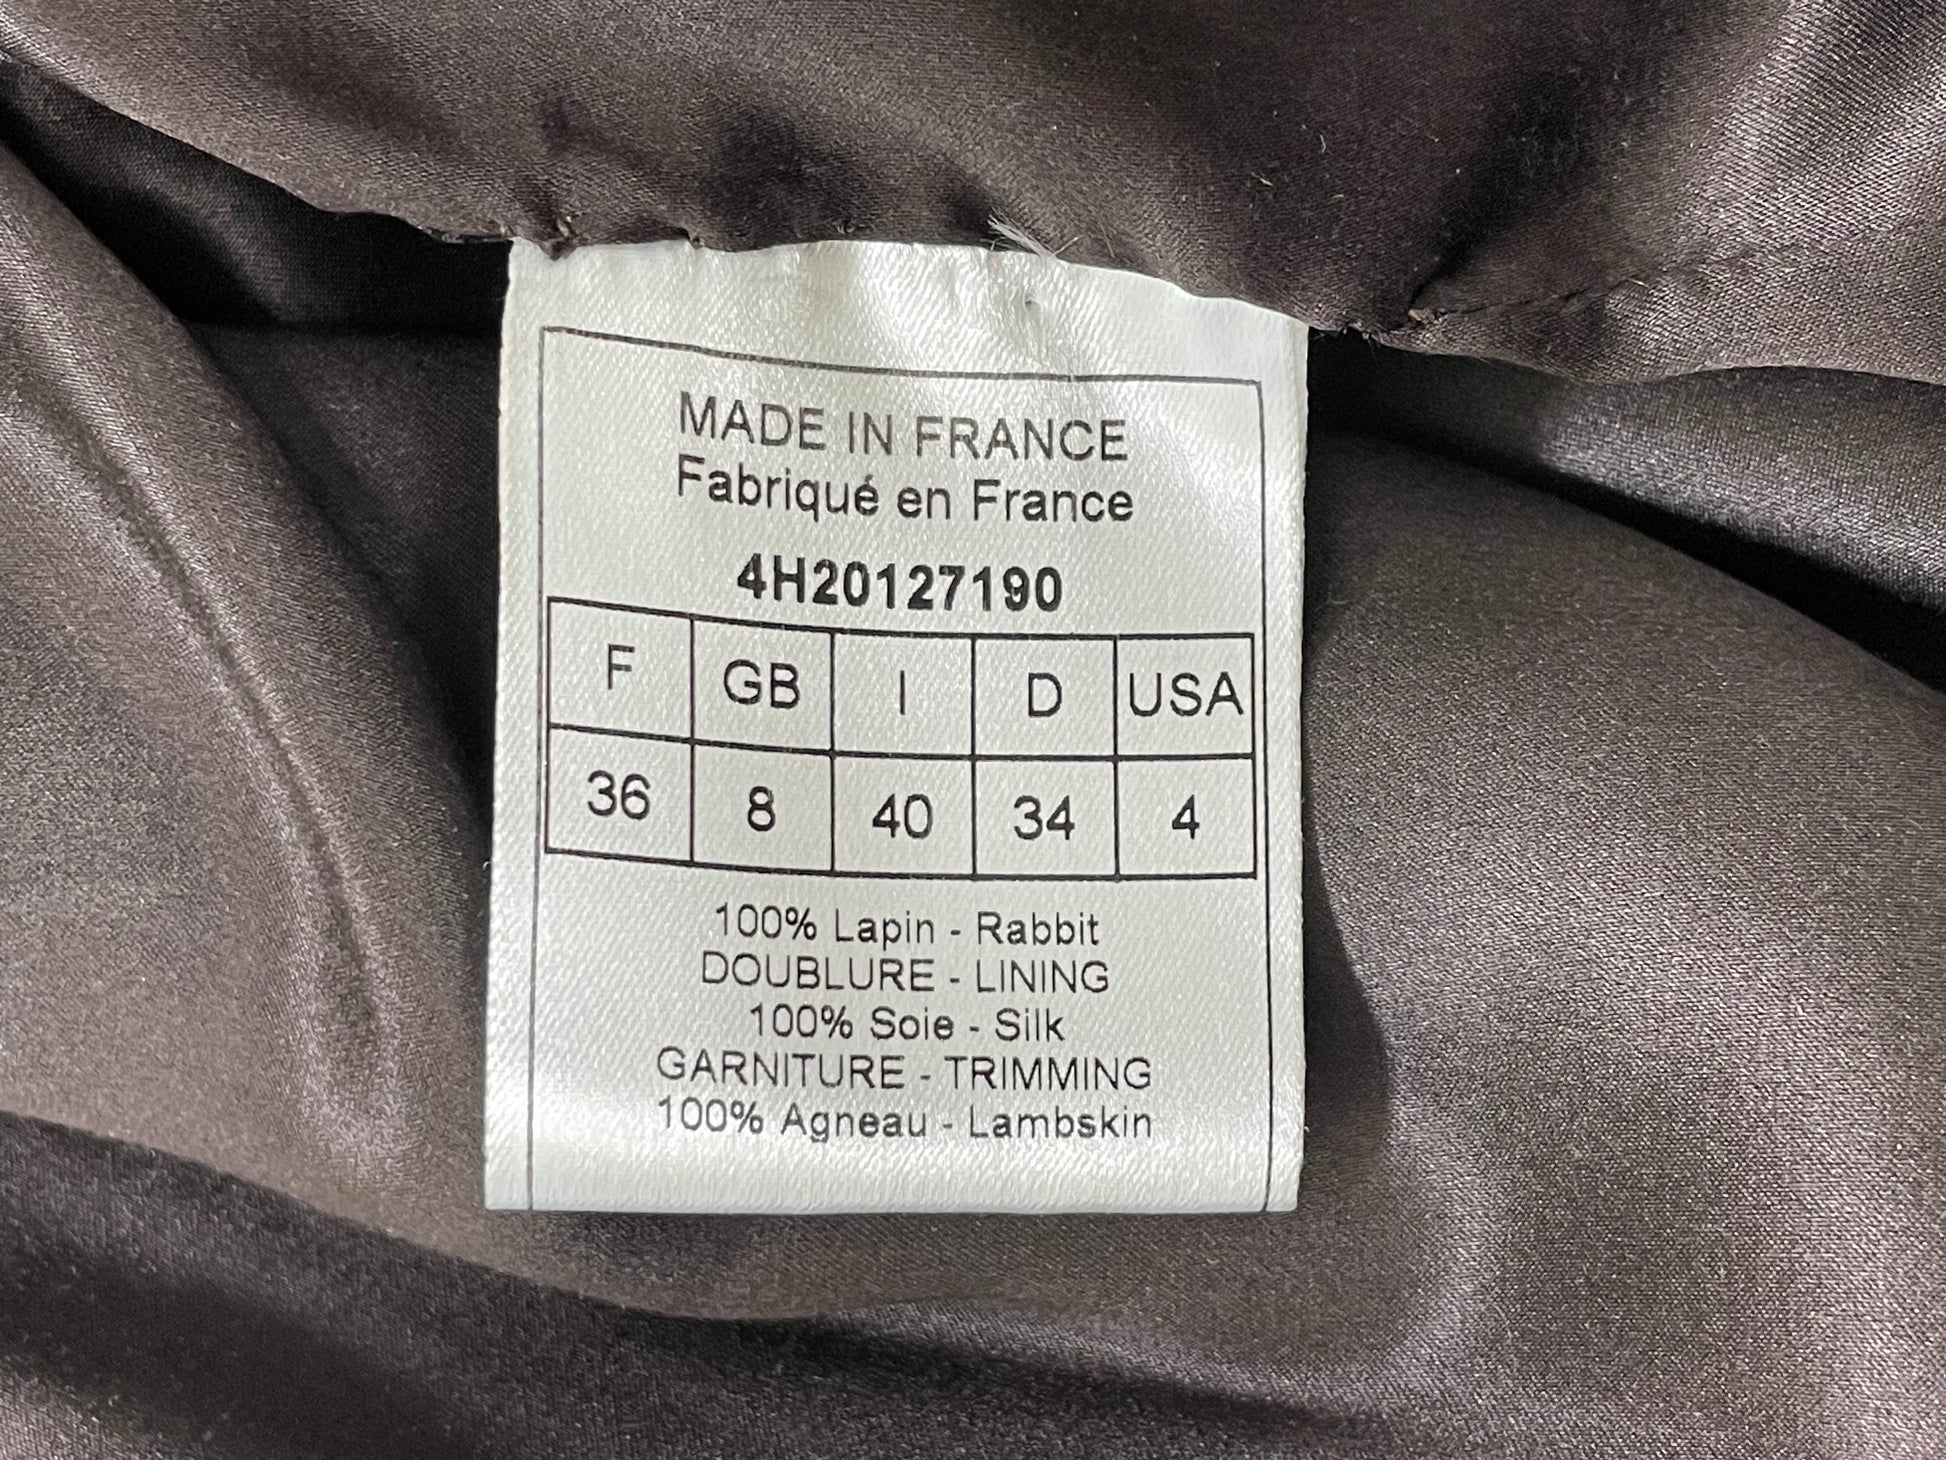 MADE IN FRANCE
Fabriqué en France
4H20127190
F GB I D USA
36 8 40 34 4
100% Lapin - Rabbit
DOUBLURE - LINING
100% Soie - Silk
GARNITURE - TRIMMING
100% Agneau - Lambskin